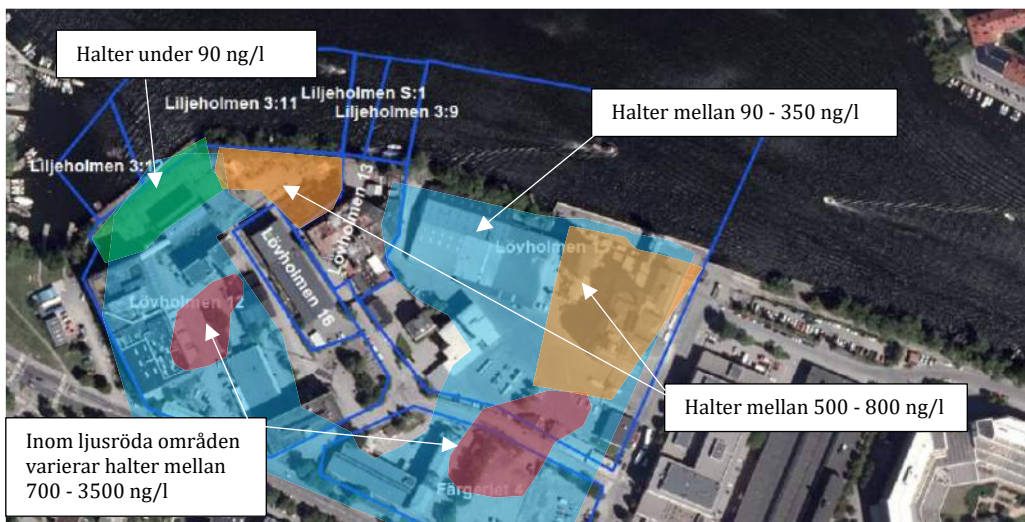 Halter under 90 ng/l
Liljeholmen 3:11
Liljeholmen S:1
Liljeholmen 3:9
Halter mellan 90 - 350 ng/l
Liljeholmen 3:12
Lövholmen 13
Lövholmen 15
Lövholmen 12
Lövholmen 16
Halter mellan 500 - 800 ng/l
Inom ljusröda områden
varierar halter mellan
700 - 3500 ng/l
Färgeriet 4